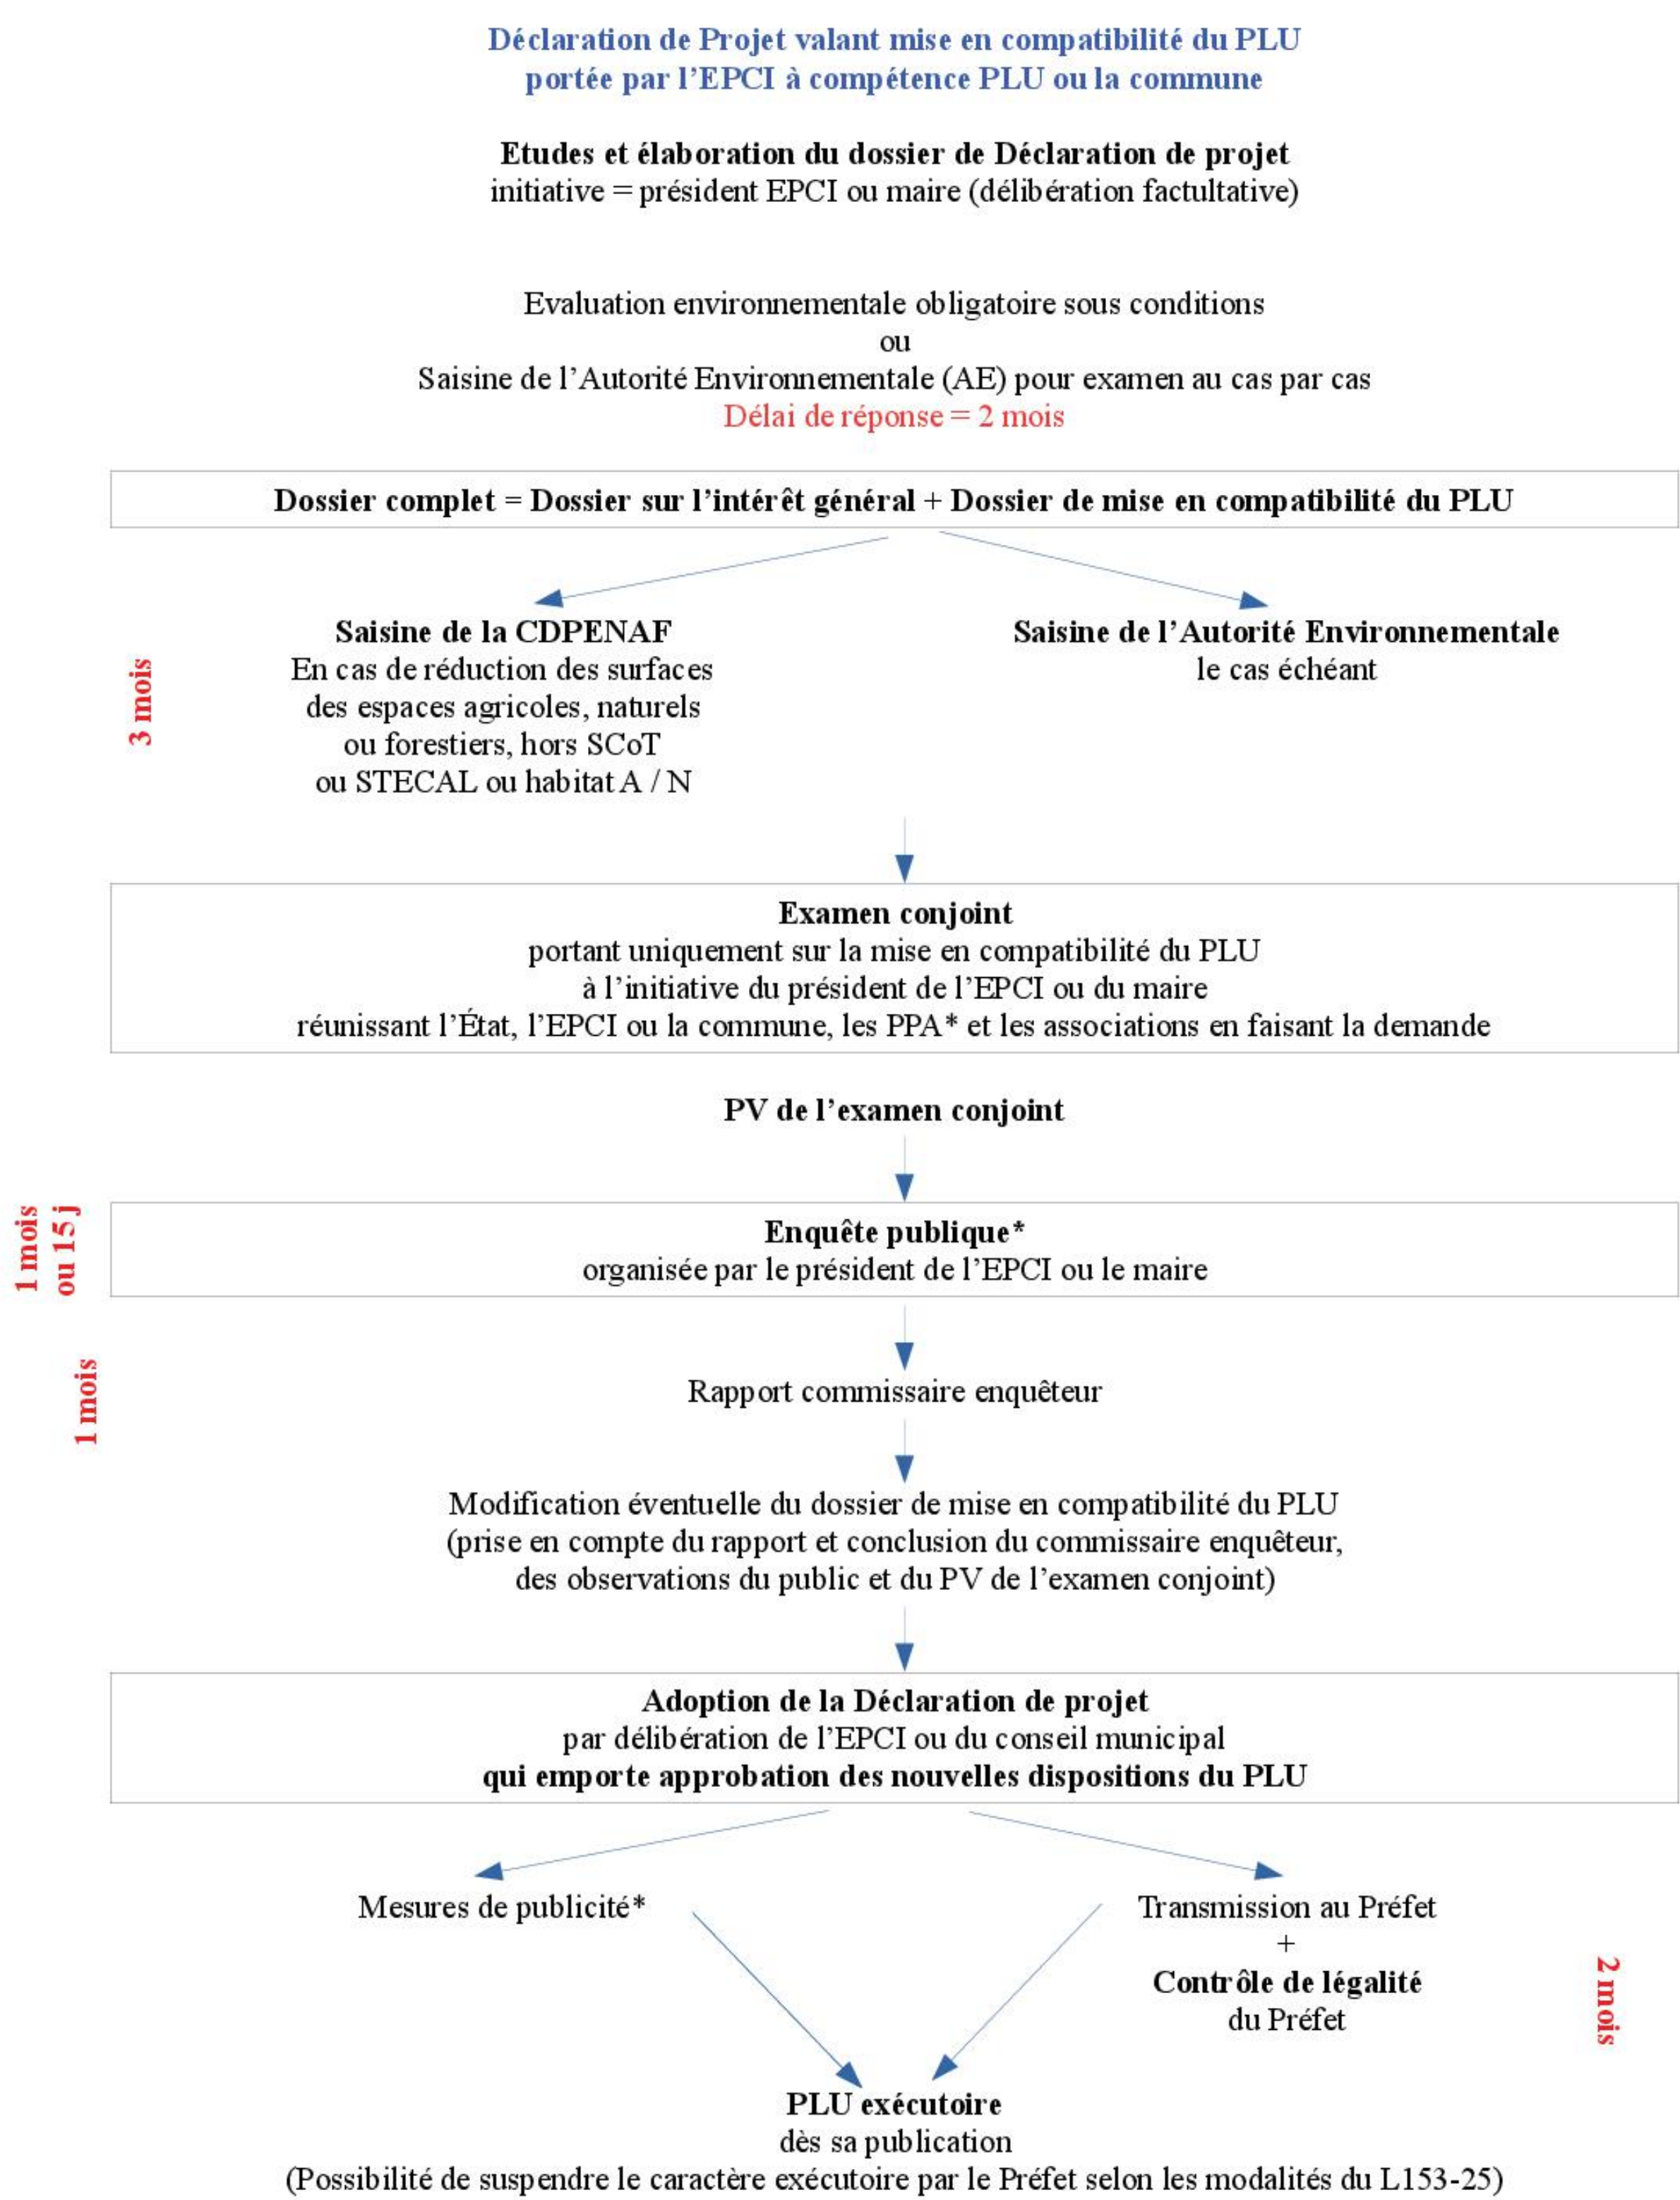 Déclaration de Projet valant mise en compatibilité du PLU
portée par l'EPCI à compétence PLU ou la commune
Etudes et élaboration du dossier de Déclaration de projet
initiative = président EPCI ou maire (délibération factultative)
Evaluation environnementale obligatoire sous conditions
ou
Saisine de l'Autorité Environnementale (AE) pour examen au cas par cas
Délai de réponse = 2 mois
Dossier complet = Dossier sur l'intérêt général + Dossier de mise en compatibilité du PLU
3 mois
Saisine de la CDPENAF
En cas de réduction des surfaces
des espaces agricoles, naturels
ou forestiers, hors SCoT
ou STECAL ou habitat A / N
Saisine de l'Autorité Environnementale
le cas échéant
Examen conjoint
portant uniquement sur la mise en compatibilité du PLU
à l'initiative du président de l'EPCI ou du maire
réunissant l'État, l'EPCI ou la commune, les PPA* et les associations en faisant la demande
PV de l'examen conjoint
1 mois
ou 15 j
Enquête publique*
organisée par le président de l'EPCI ou le maire
1 mois
Rapport commissaire enquêteur
Modification éventuelle du dossier de mise en compatibilité du PLU
(prise en compte du rapport et conclusion du commissaire enquêteur,
des observations du public et du PV de l'examen conjoint)
Adoption de la Déclaration de projet
par délibération de l'EPCI ou du conseil municipal
qui emporte approbation des nouvelles dispositions du PLU
Mesures de publicité*
Transmission au Préfet
+
Contrôle de légalité
du Préfet
2 mois
PLU exécutoire
dès sa publication
(Possibilité de suspendre le caractère exécutoire par le Préfet selon les modalités du L153-25)